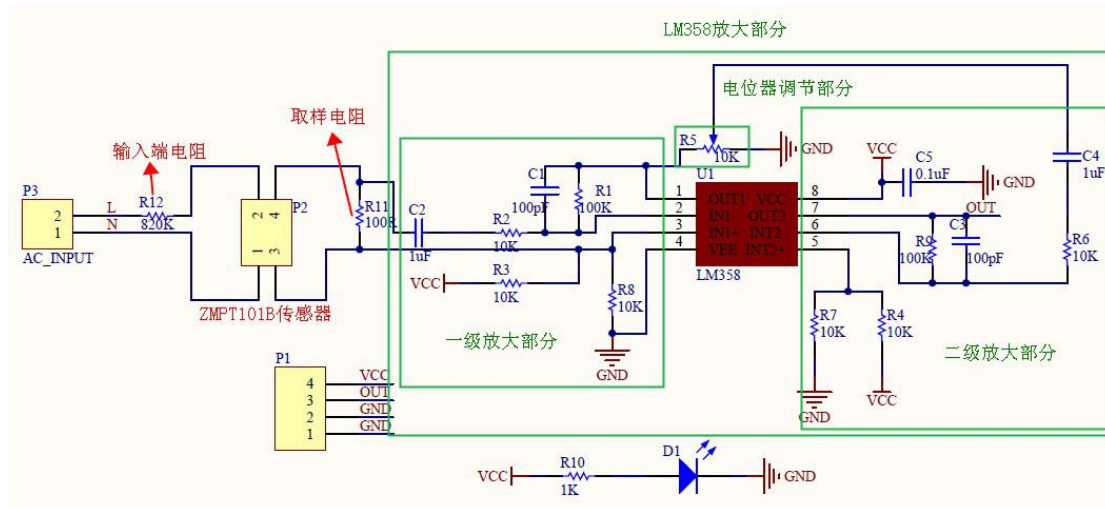 LM358放大部分
电位器调节部分
取样电阻
输入端电阻
R5
10K
GND
VCC
C5
0.1uF
GND
C4
1uF
P3
2
1
AC_INPUT
L
N
R12
820K
2
4
1
3
P2
R11
100R
C2
1uF
R2
10K
C1
100pF
R1
100K
U1
1
2
3
4
OUT1
IN1-
IN1+
VEE
VCC
OUT2
INT2-
INT2+
8
7
6
5
LM358
OUT
R9
100K
C3
100pF
R6
10K
VCC
R3
10K
R8
10K
GND
R7
10K
R4
10K
GND
VCC
ZMPT101B传感器
一级放大部分
二级放大部分
P1
4
3
2
1
VCC
OUT
GND
GND
VCC
R10
1K
D1
GND